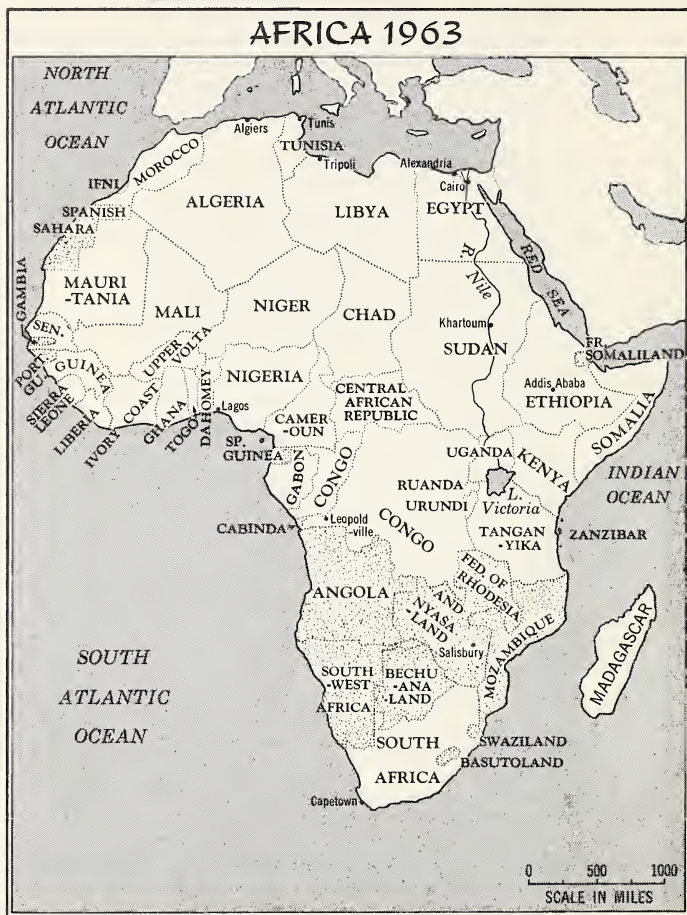 AFRICA 1963
NORTH
ATLANTIC
OCEAN
Algiers
Tunis
TUNISIA
Tripoli
Alexandria
Cairo
MOROCCO
IFNI
ALGERIA
LIBYA
EGYPT
SPANISH
SAHARA
R. Nile
RED
SEA
MAURI
-TANIA
MALI
NIGER
CHAD
Khartoum
SUDAN
FR.
SOMALILAND
GAMBIA
SEN.
PORT.
GUI.
GUINEA
SIERRA
LEONE
LIBERIA
IVORY COAST
UPPER
VOLTA
GHANA
TOGO
DAHOMEY
Lagos
NIGERIA
CENTRAL
AFRICAN
REPUBLIC
Addis Ababa
ETHIOPIA
SOMALIA
CAMER
-OUN
SP.
GUINEA
GABON
CONGO
UGANDA
KENYA
INDIAN
OCEAN
RUANDA
URUNDI
L.
Victoria
CABINDA
Leopold
-ville
CONGO
TANGAN
-YIKA
ZANZIBAR
ANGOLA
FED OF
RHODESIA
AND
NYASA
-LAND
Salisbury
MOZAMBIQUE
MADAGASCAR
SOUTH
ATLANTIC
OCEAN
SOUTH
-WEST
AFRICA
BECHU
-ANA
-LAND
SOUTH
AFRICA
SWAZILAND
BASUTOLAND
Capetown
0 500 1000
SCALE IN MILES